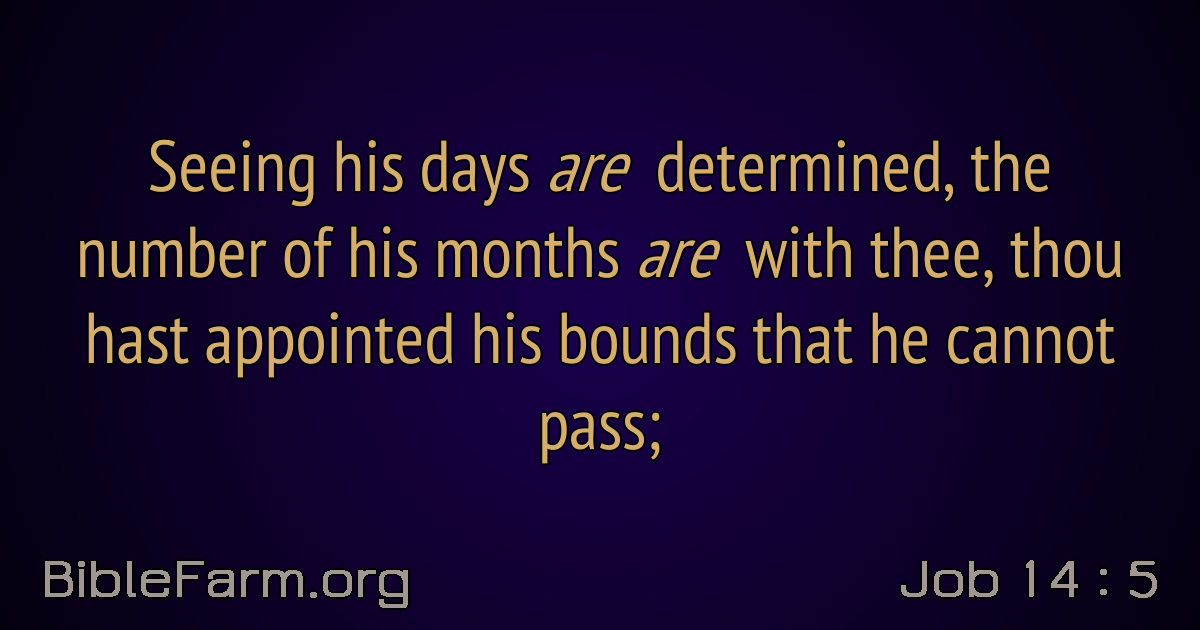 Seeing his days are determined, the
number of his months are with thee, thou
hast appointed his bounds that he cannot
pass;
BibleFarm.org
Job 14 : 5